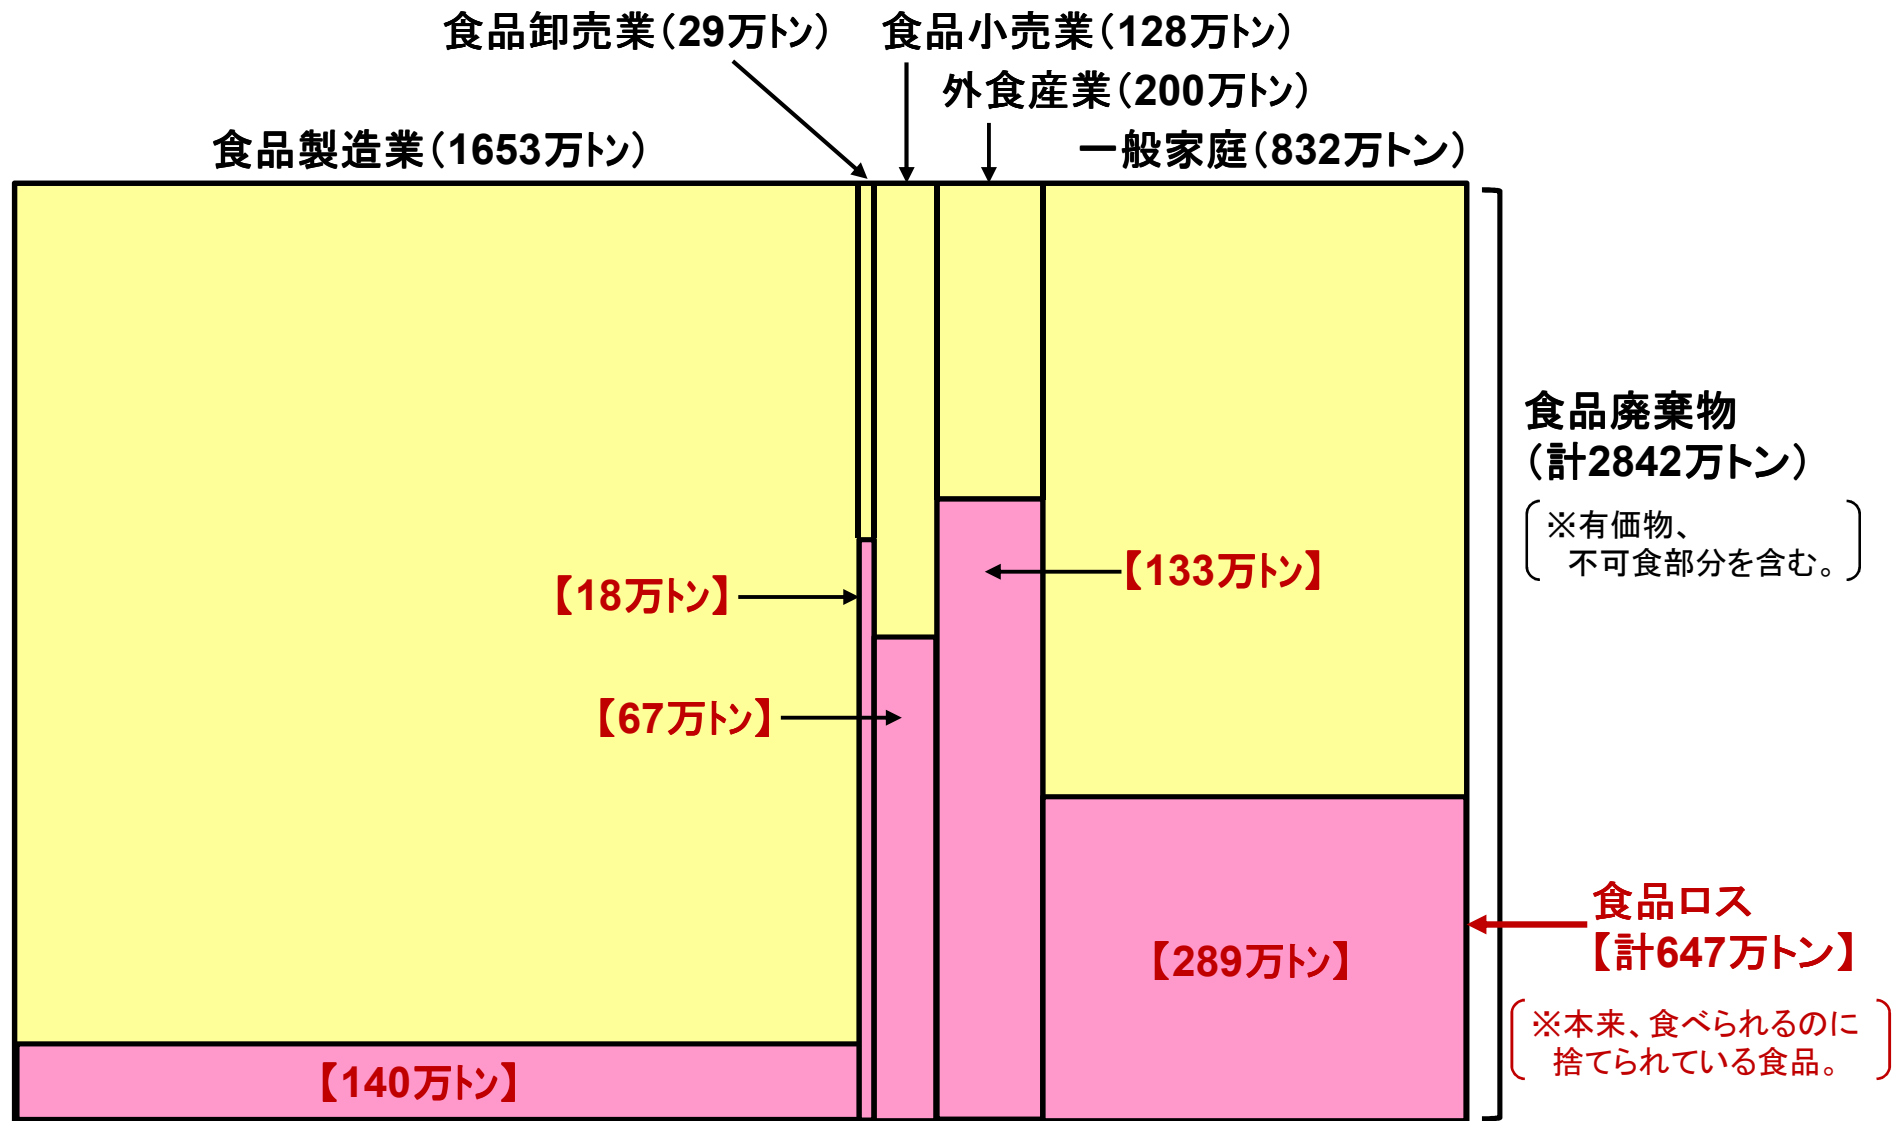 食品卸売業（29万トン）
食品小売業（128万トン）
外食産業（200万トン）
食品製造業（1653万トン）
一般家庭（832万トン）
食品廃棄物
（計2842万トン）
※有価物、
不可食部分を含む。
【133万トン】
【18万トン】
【67万トン】
食品ロス
【計647万トン】
【289万トン】
※本来、食べられるのに
捨てられている食品。
【140万トン】